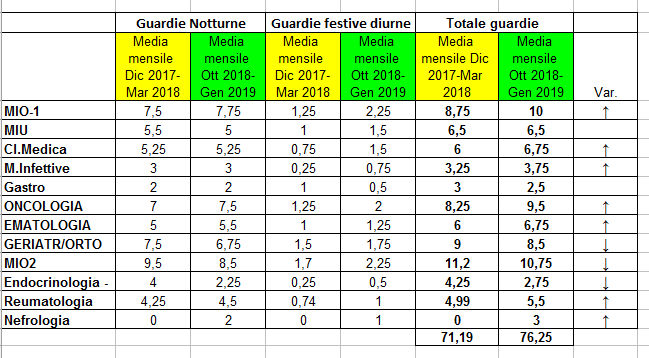 Guardie Notturne Guardie festive diurne Totale guardie
Media mensile Dic 2017-Mar 2018 Media mensile Ott 2018-Gen 2019 Media mensile Dic 2017-Mar 2018 Media mensile Ott 2018-Gen 2019 Media mensile Dic 2017-Mar 2018 Media mensile Ott 2018-Gen 2019 Var.
MIO-1 7,5 7,75 1,25 2,25 8,75 10 ↑
MIU 5,5 5 1 1,5 6,5 6,5
Cl.Medica 5,25 5,25 0,75 1,5 6 6,75 ↑
M.Infettive 3 3 0,25 0,75 3,25 3,75 ↑
Gastro 2 2 1 0,5 3 2,5
ONCOLOGIA 7 7,5 1,25 2 8,25 9,5 ↑
EMATOLOGIA 5 5,5 1 1,25 6 6,75 ↑
GERIATR/ORTO 7,5 6,75 1,5 1,75 9 8,5 ↓
MIO2 9,5 8,5 1,7 2,25 11,2 10,75 ↓
Endocrinologia - 4 2,25 0,25 0,5 4,25 2,75 ↓
Reumatologia 4,25 4,5 0,74 1 4,99 5,5 ↑
Nefrologia 0 2 0 1 0 3 ↑
71,19 76,25